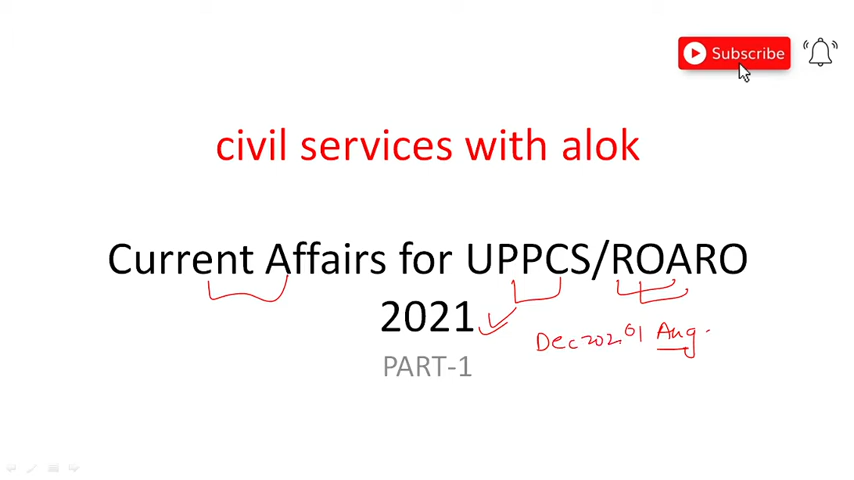 Subscribe
civil services with alok
Current Affairs for UPPCS/ROARO
2021
Aug.
PART-1